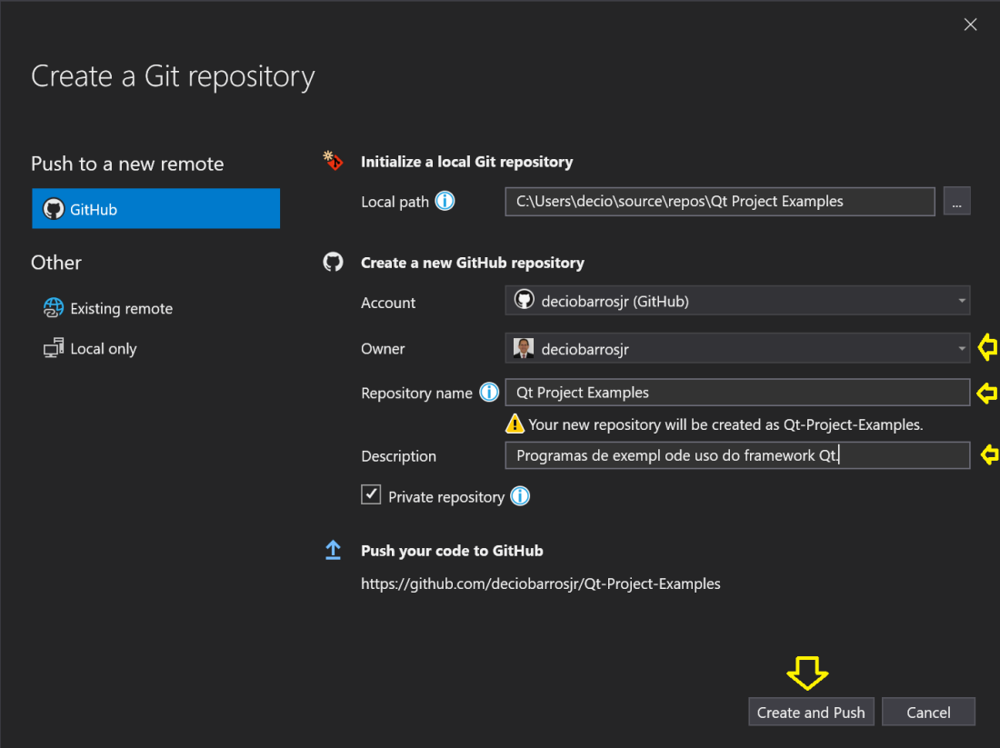 Create a Git repository
Push to a new remote
GitHub
Other
Existing remote
Local only
Initialize a local Git repository
Local path C:\Users\decio\source\repos\Qt Project Examples ...
Create a new GitHub repository
Account deciobarrosjr (GitHub)
Owner deciobarrosjr
Repository name Qt Project Examples
Your new repository will be created as Qt-Project-Examples.
Description Programas de exempl ode uso do framework Qt.
Private repository
Push your code to GitHub
https://github.com/deciobarrosjr/Qt-Project-Examples
Create and Push Cancel